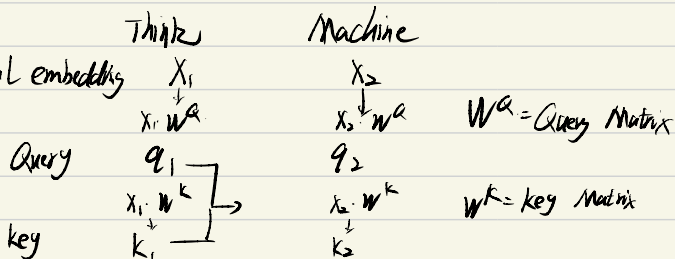 Think Machine
L embedding X₁ X₂
X₁·W^Q X₂·W^Q W^Q = Query Matrix
Query q₁ q₂
X₁·W^K X₂·W^K W^K = key Matrix
key K₁ K₂